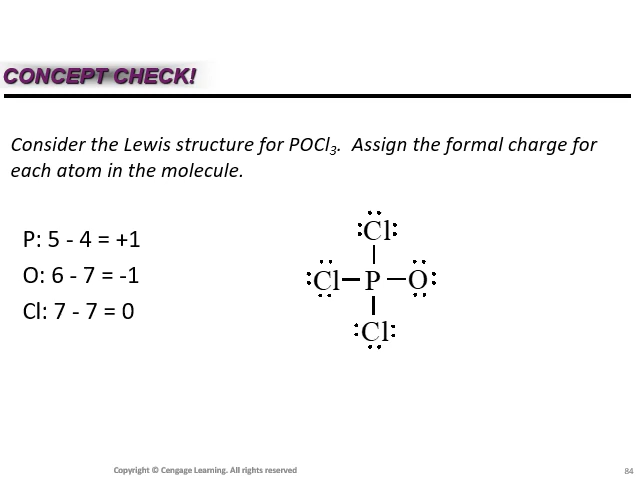 CONCEPT CHECK!
Consider the Lewis structure for POCl₃. Assign the formal charge for
each atom in the molecule.
P: 5 - 4 = +1
O: 6 - 7 = -1
Cl: 7 - 7 = 0
Cl
Cl P O
Cl
Copyright © Cengage Learning. All rights reserved
84